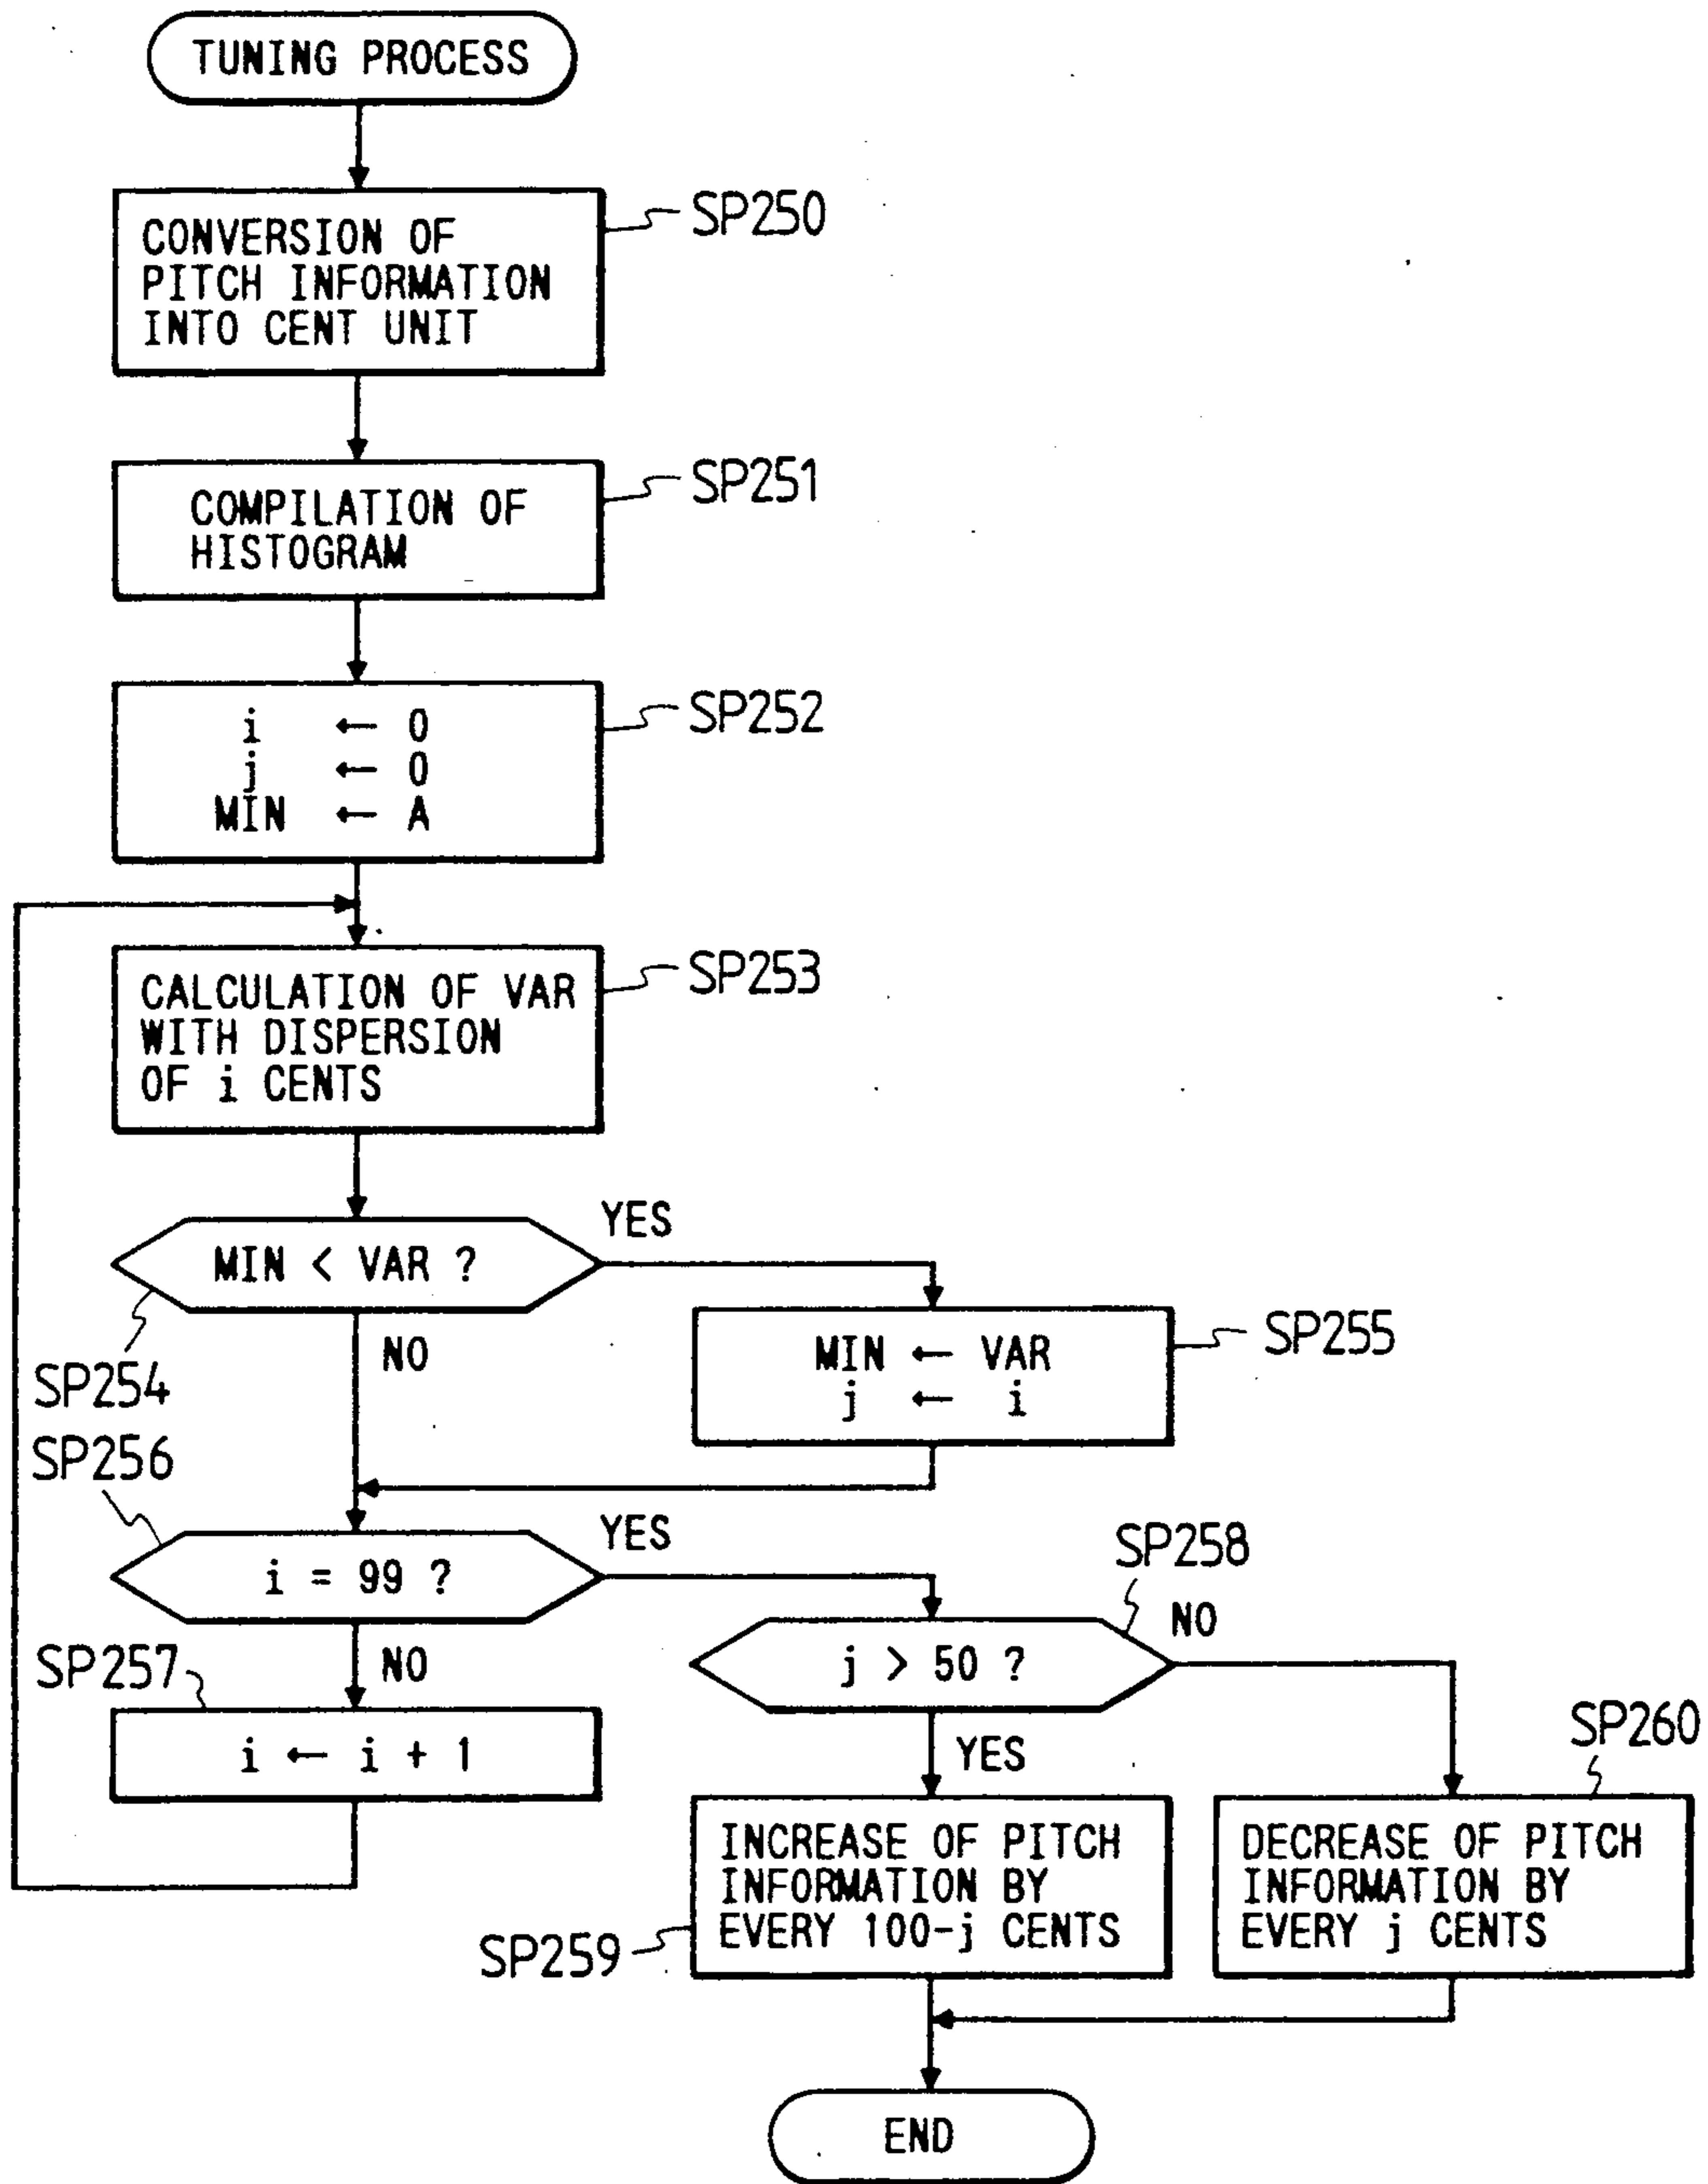 TUNING PROCESS
CONVERSION OF
PITCH INFORMATION
INTO CENT UNIT
SP250
COMPILATION OF
HISTOGRAM
SP251
i ← 0
j ← 0
MIN ← A
SP252
CALCULATION OF VAR
WITH DISPERSION
OF i CENTS
SP253
MIN < VAR ?
YES
NO
SP254
MIN ← VAR
j ← i
SP255
SP256
i = 99 ?
YES
NO
SP258
j > 50 ?
NO
YES
SP257
i ← i + 1
SP260
INCREASE OF PITCH
INFORMATION BY
EVERY 100-j CENTS
SP259
DECREASE OF PITCH
INFORMATION BY
EVERY j CENTS
END